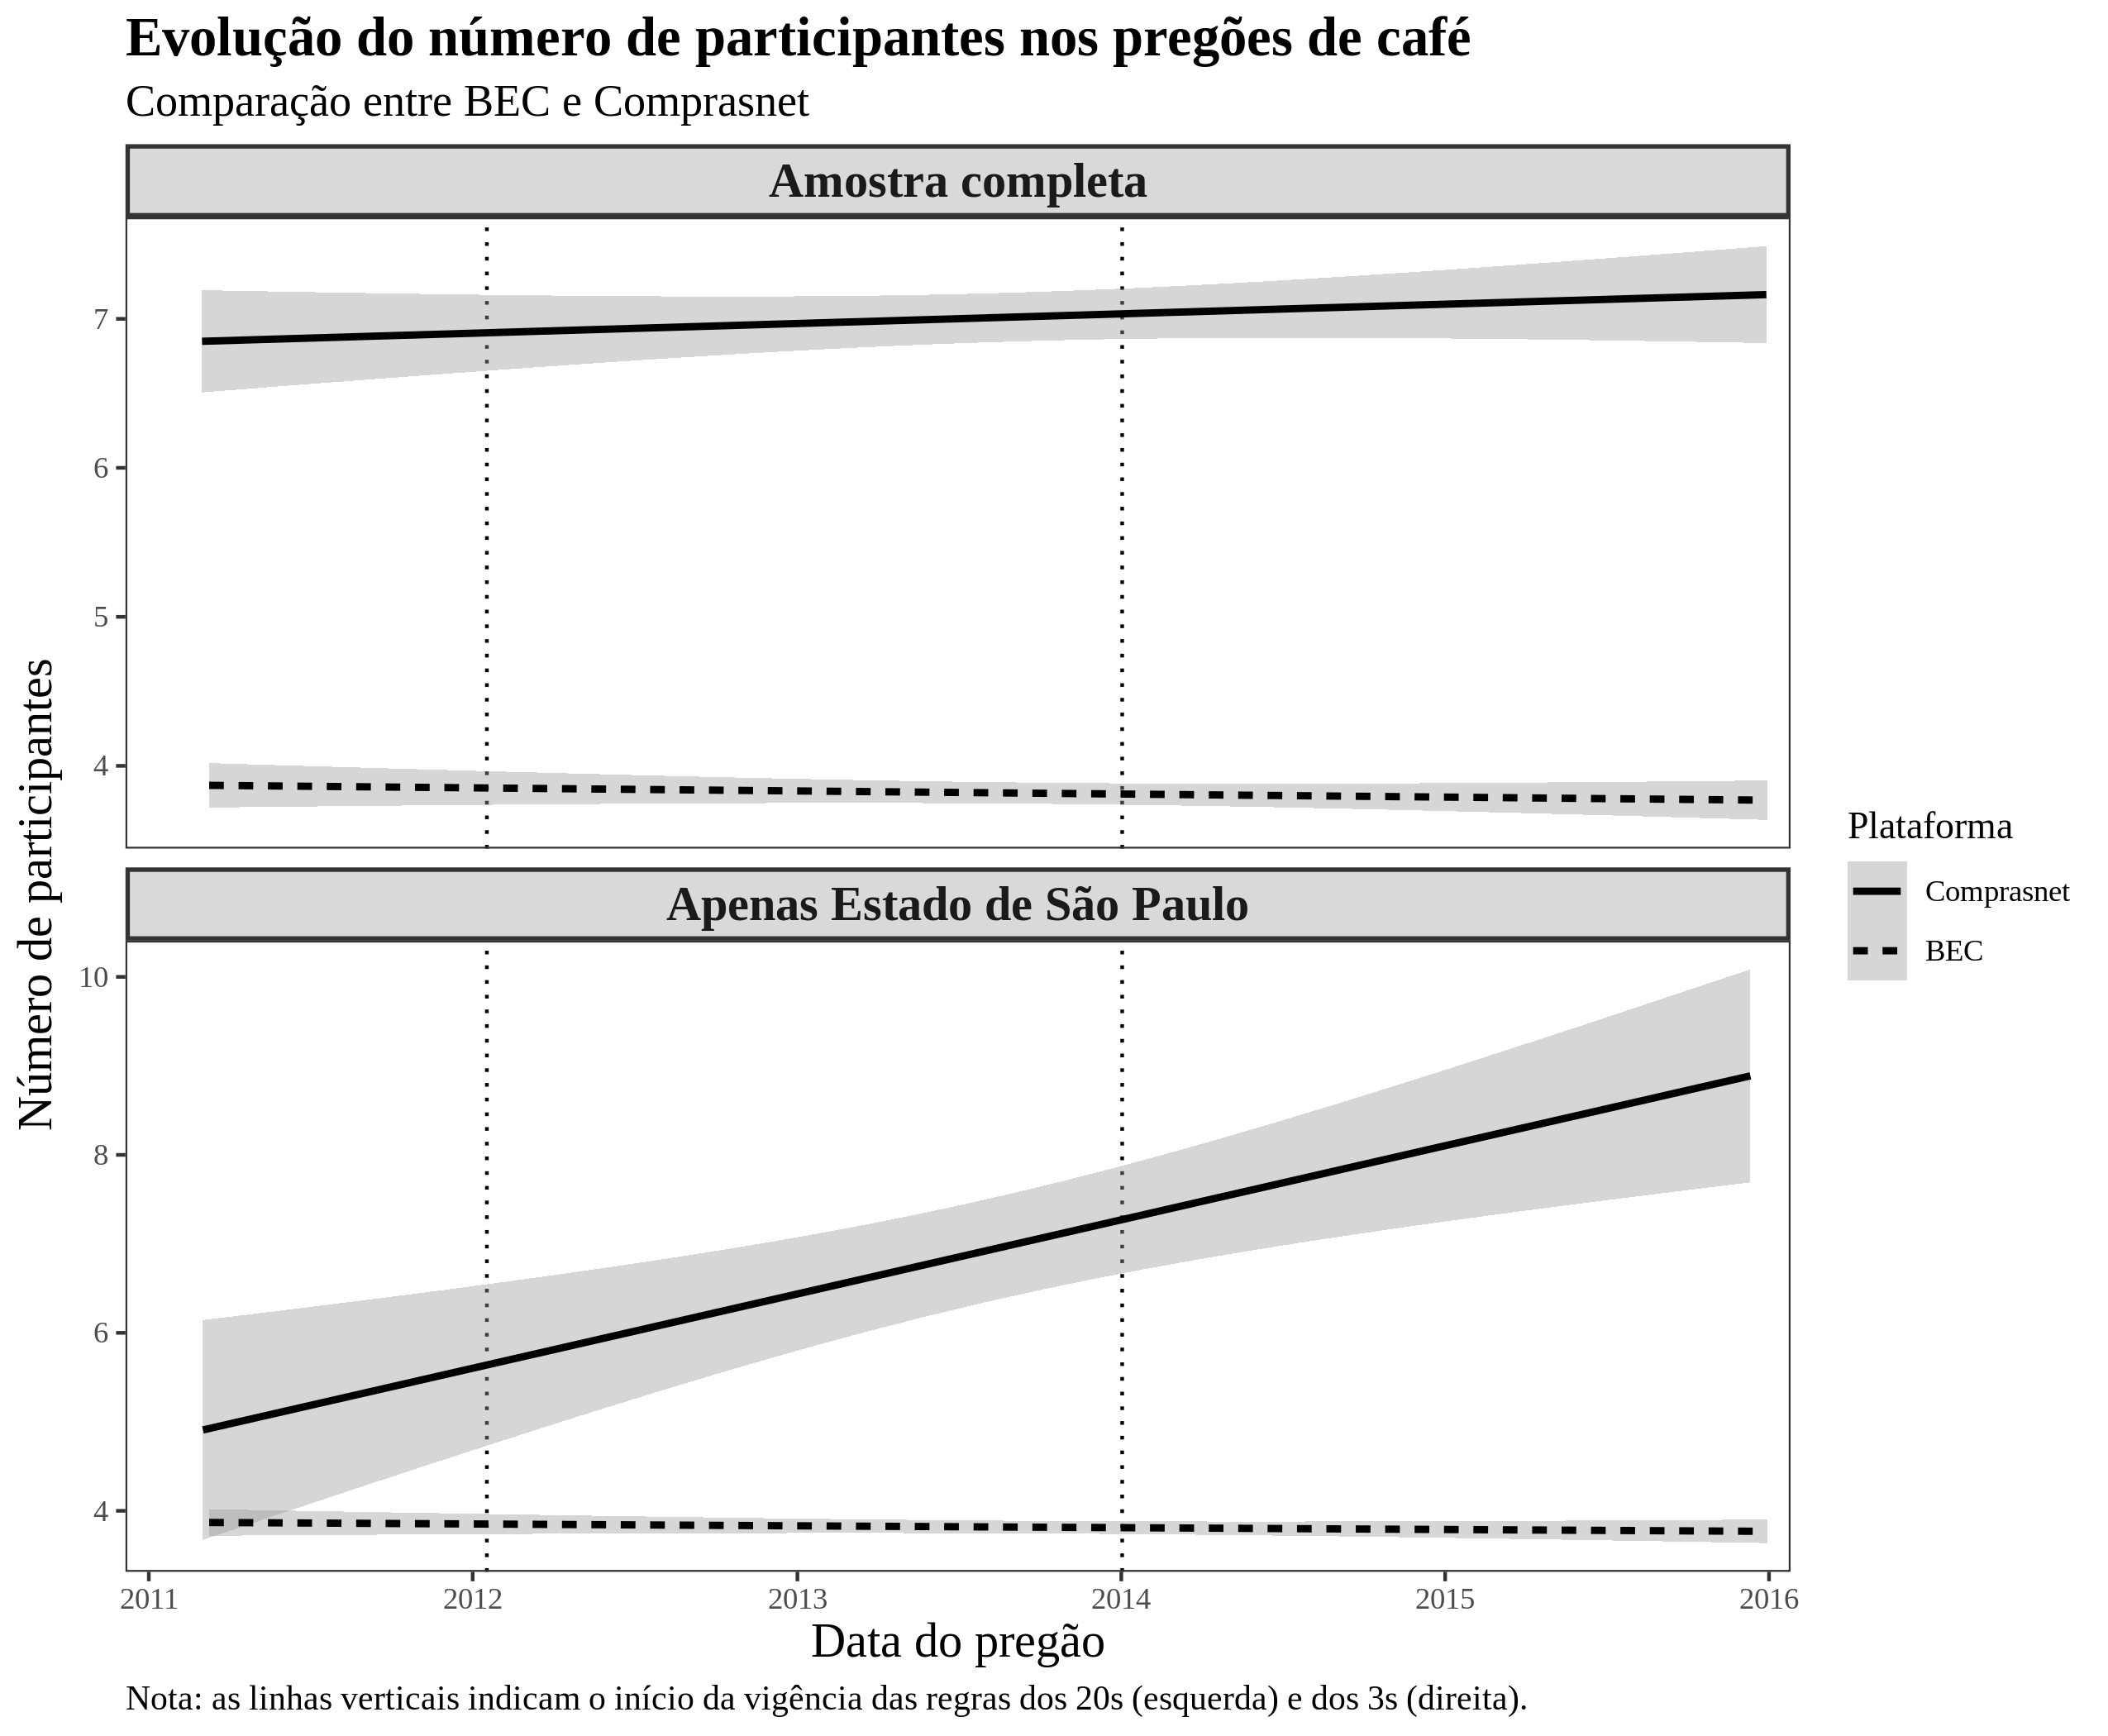 Evolução do número de participantes nos pregões de café
Comparação entre BEC e Comprasnet
Amostra completa
7
6
5
4
Número de participantes
Apenas Estado de São Paulo
10
8
6
4
2011 2012 2013 2014 2015 2016
Data do pregão
Nota: as linhas verticais indicam o início da vigência das regras dos 20s (esquerda) e dos 3s (direita).
Plataforma
Comprasnet
BEC